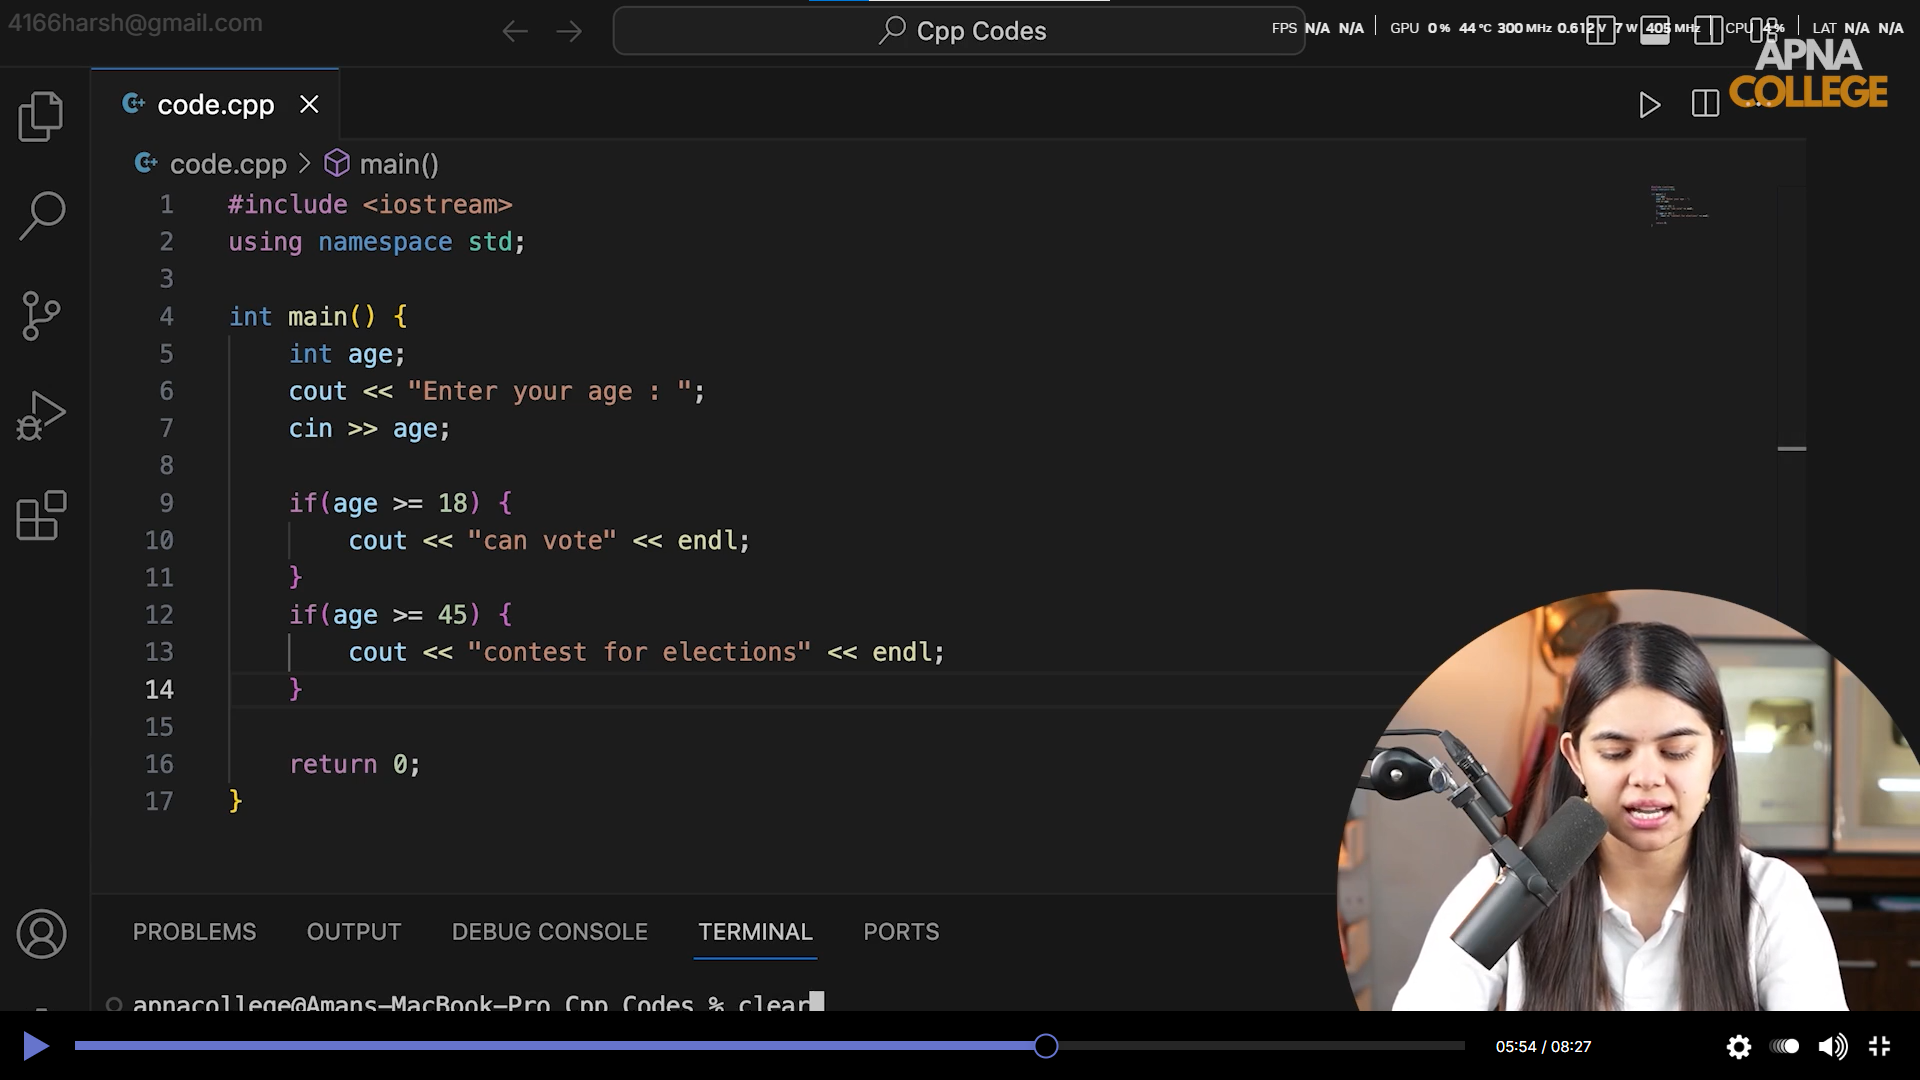 4166harsh@gmail.com
Cpp Codes
FPS N/A N/A | GPU 0% 44°C 300 MHz 0.612 V 7 W 405 MHz | CPU 4% | LAT N/A N/A
APNA
COLLEGE
code.cpp
code.cpp > main()
1 #include <iostream>
2 using namespace std;
3
4 int main() {
5 int age;
6 cout << "Enter your age : ";
7 cin >> age;
8
9 if(age >= 18) {
10 cout << "can vote" << endl;
11 }
12 if(age >= 45) {
13 cout << "contest for elections" << endl;
14 }
15
16 return 0;
17 }
PROBLEMS OUTPUT DEBUG CONSOLE TERMINAL PORTS
apnacollege@Amans-MacBook-Pro Cpp Codes % clear
05:54 / 08:27